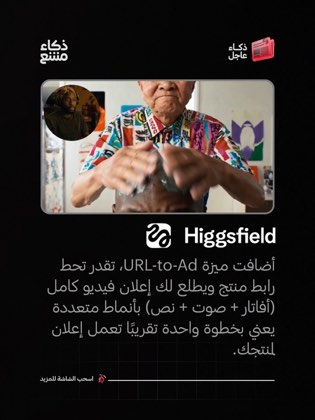 ذكاء
مشع
ذكاء
عاجل
Higgsfield
أضافت ميزة URL-to-Ad، تقدر تحط
رابط منتج ويطلع لك إعلان فيديو كامل
(أفاتار + صوت + نص) بأنماط متعددة
يعني بخطوة واحدة تقريبًا تعمل إعلان
لمنتجك.
اسحب الشاشة للمزيد